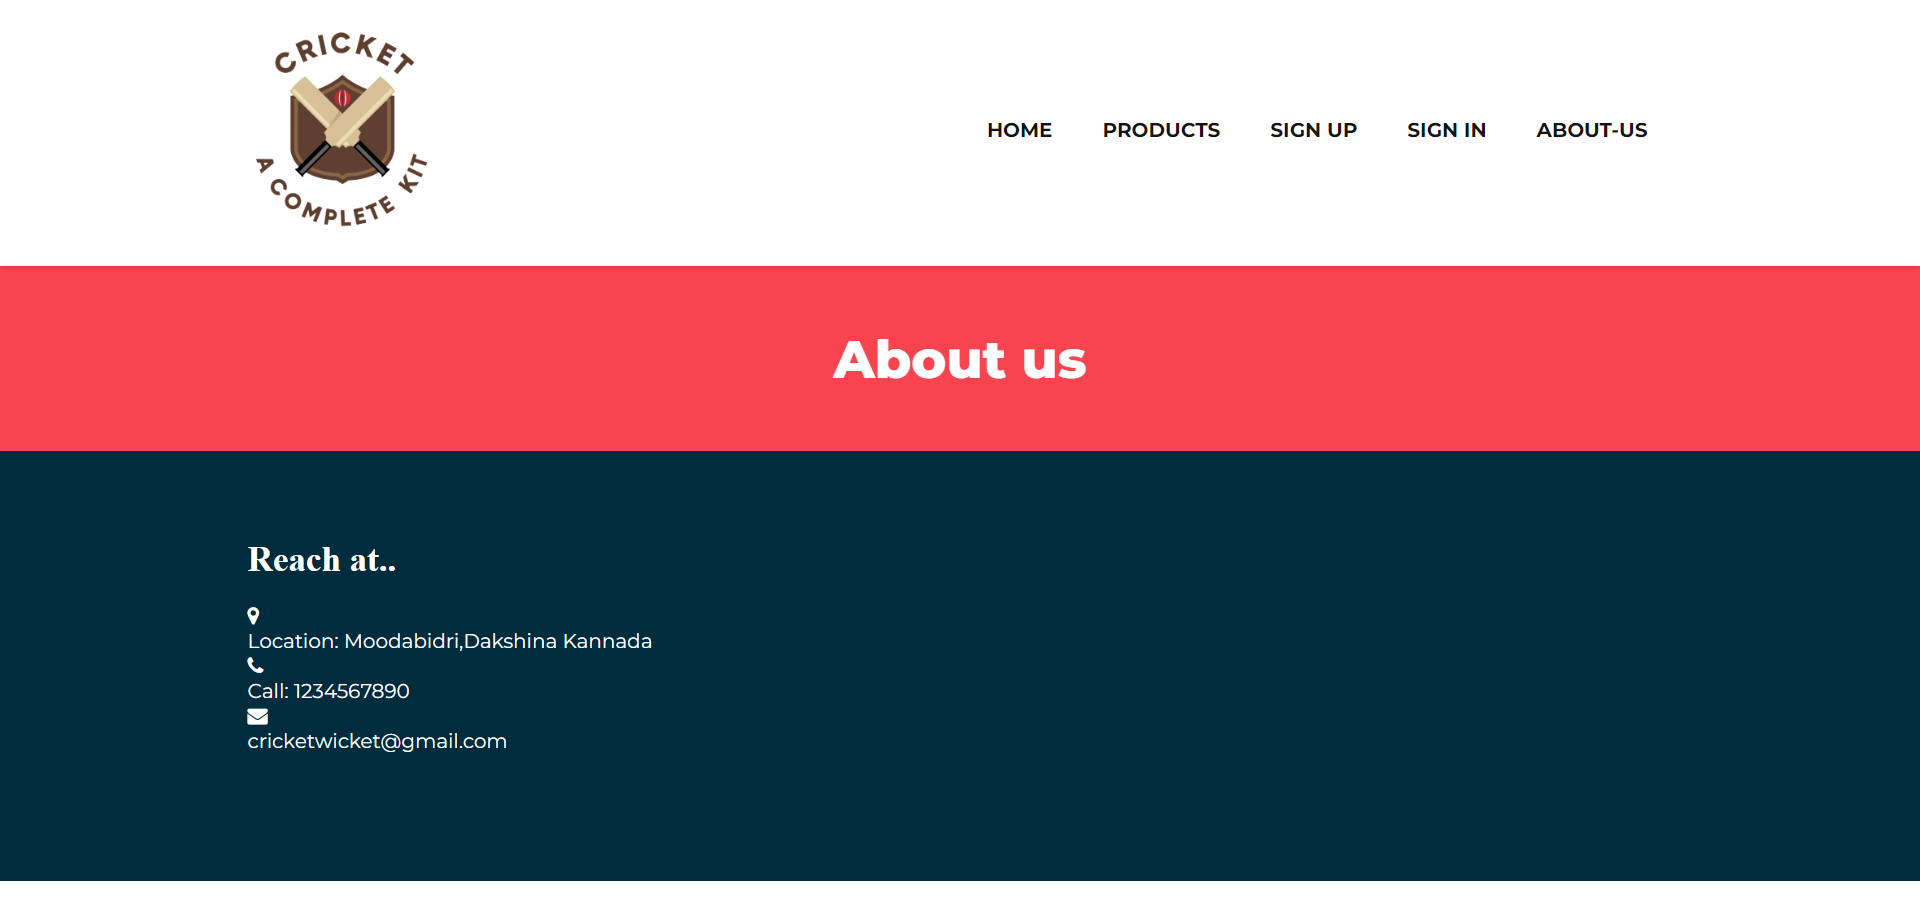 CRICKET
A COMPLETE KIT
HOME PRODUCTS SIGN UP SIGN IN ABOUT-US
About us
Reach at..
Location: Moodabidri,Dakshina Kannada
Call: 1234567890
cricketwicket@gmail.com